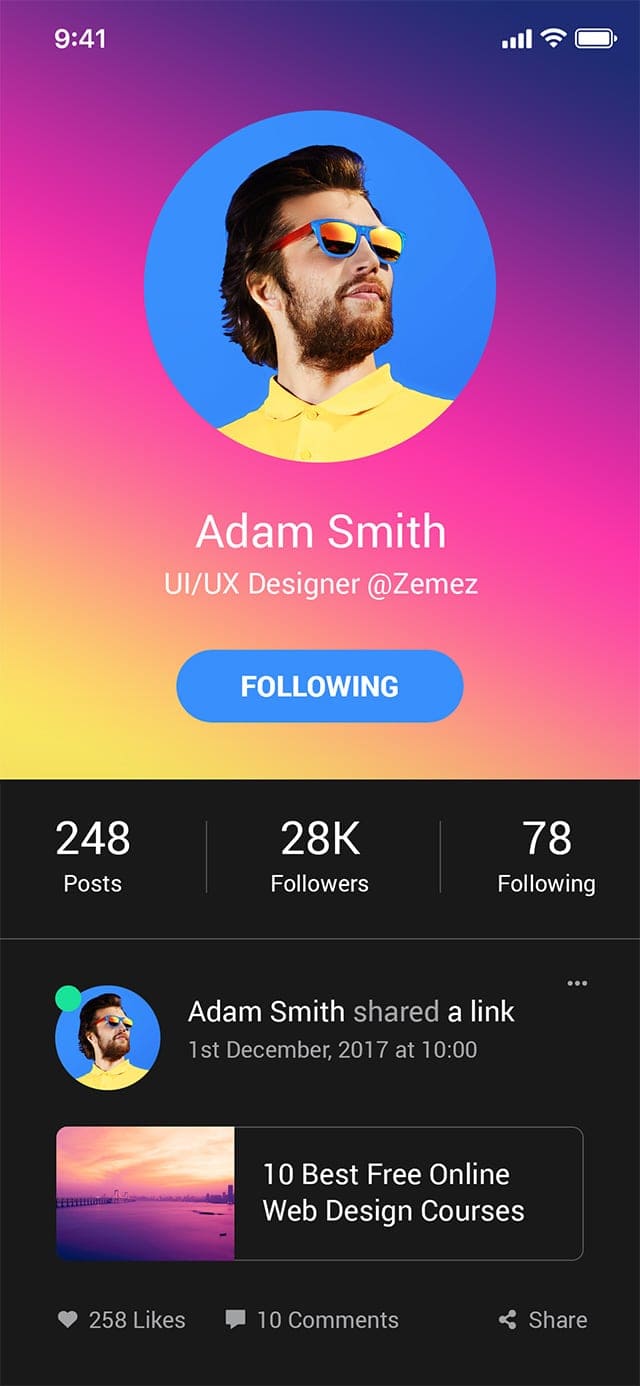 9:41
Adam Smith
UI/UX Designer @Zemez
FOLLOWING
248
Posts
28K
Followers
78
Following
Adam Smith shared a link
1st December, 2017 at 10:00
10 Best Free Online
Web Design Courses
258 Likes
10 Comments
Share